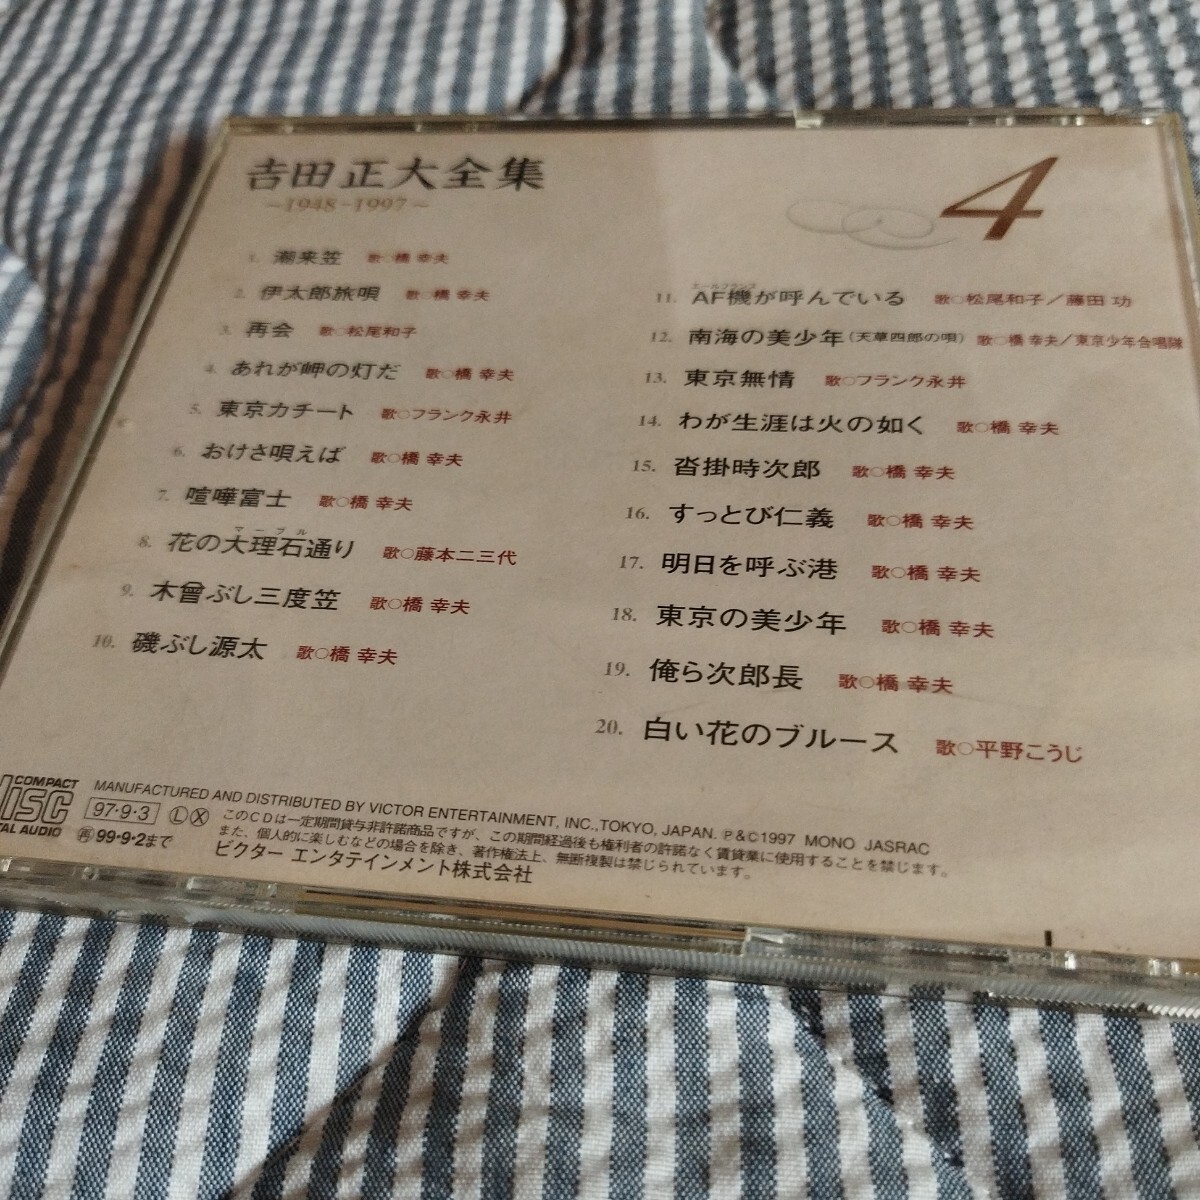 吉田正大全集
~1948-1997~
4
1. 潮来笠 歌○橋 幸夫
2. 伊太郎旅唄 歌○橋 幸夫
3. 再会 歌○松尾和子
4. あれが岬の灯だ 歌○橋 幸夫
5. 東京カチート 歌○フランク永井
6. おけさ唄えば 歌○橋 幸夫
7. 喧嘩富士 歌○橋 幸夫
マーブル
8. 花の大理石通り 歌○藤本二三代
9. 木曾ぶし三度笠 歌○橋 幸夫
10. 磯ぶし源太 歌○橋 幸夫
エールフランス
11. AF機が呼んでいる 歌○松尾和子/藤田 功
12. 南海の美少年(天草四郎の唄) 歌○橋 幸夫/東京少年合唱隊
13. 東京無情 歌○フランク永井
14. わが生涯は火の如く 歌○橋 幸夫
15. 沓掛時次郎 歌○橋 幸夫
16. すっとび仁義 歌○橋 幸夫
17. 明日を呼ぶ港 歌○橋 幸夫
18. 東京の美少年 歌○橋 幸夫
19. 俺ら次郎長 歌○橋 幸夫
20. 白い花のブルース 歌○平野こうじ
COMPACT
disc
TAL AUDIO
MANUFACTURED AND DISTRIBUTED BY VICTOR ENTERTAINMENT, INC.,TOKYO, JAPAN. Ⓟ&©1997 MONO JASRAC
97・9・3 Ⓛ Ⓧ
㊢99・9・2まで
このCDは一定期間貸与非許諾商品ですが、この期間経過後も権利者の許諾なく賃貸業に使用することを禁じます。
また、個人的に楽しむなどの場合を除き、著作権法上、無断複製は禁じられています。
ビクター エンタテインメント株式会社